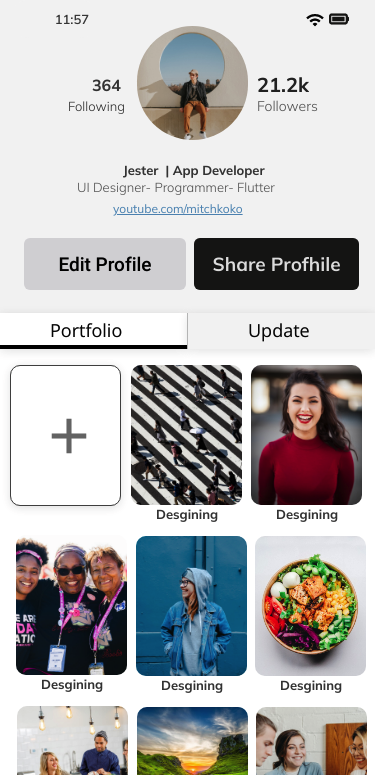 11:57
364
Following
21.2k
Followers
Jester | App Developer
UI Designer- Programmer- Flutter
youtube.com/mitchkoko
Edit Profile
Share Profhile
Portfolio
Update
Desgining
Desgining
Desgining
Desgining
Desgining